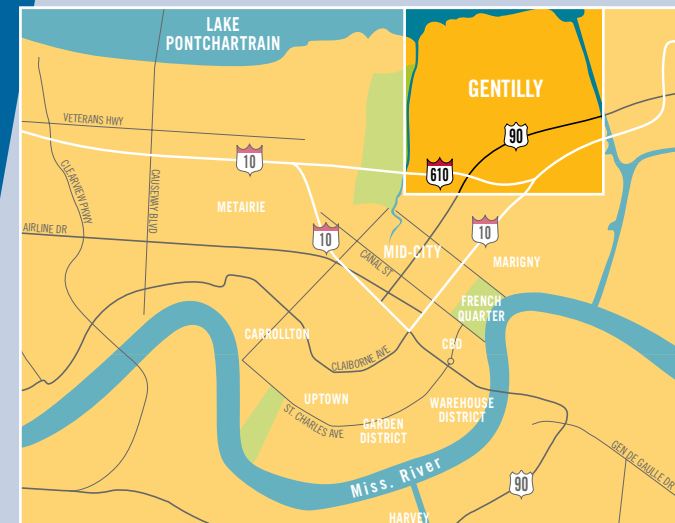 LAKE
PONTCHARTRAIN
GENTILLY
VETERANS HWY
90
10
610
CLEARVIEW PKWY
CAUSEWAY BLVD
METAIRIE
AIRLINE DR
10
10
MID-CITY
CANAL ST
MARIGNY
FRENCH
QUARTER
CARROLLTON
CBD
CLAIBORNE AVE
UPTOWN
WAREHOUSE
DISTRICT
ST. CHARLES AVE
GARDEN
DISTRICT
GEN DE GAULLE DR
Miss. River
90
HARVEY